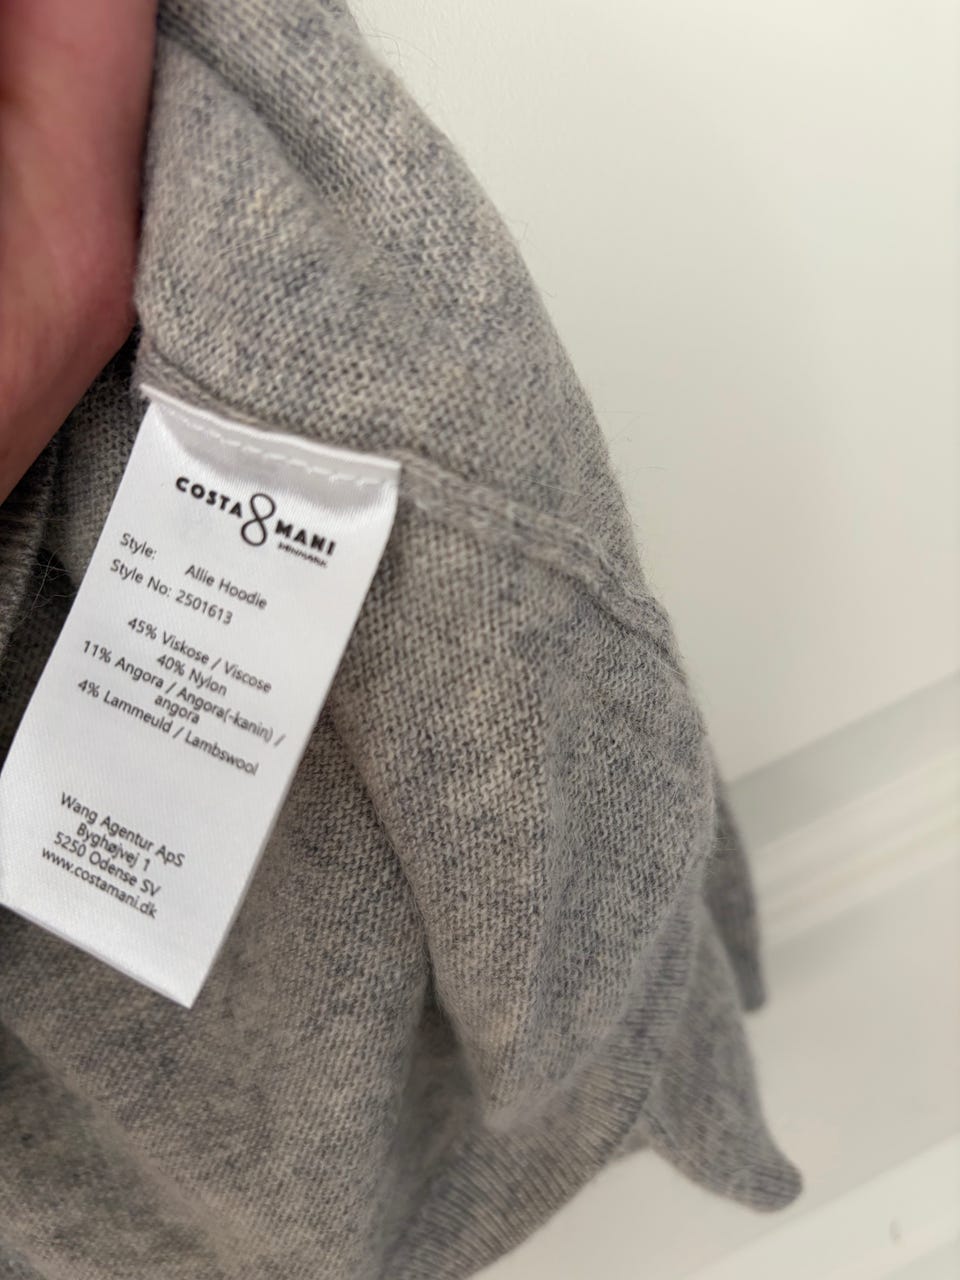 COSTA MANI
DENMARK
Style: Allie Hoodie
Style No: 2501613
45% Viskose / Viscose
40% Nylon
11% Angora / Angora(-kanin) /
angora
4% Lammeuld / Lambswool
Wang Agentur ApS
Byghøjvej 1
5250 Odense SV
www.costamani.dk